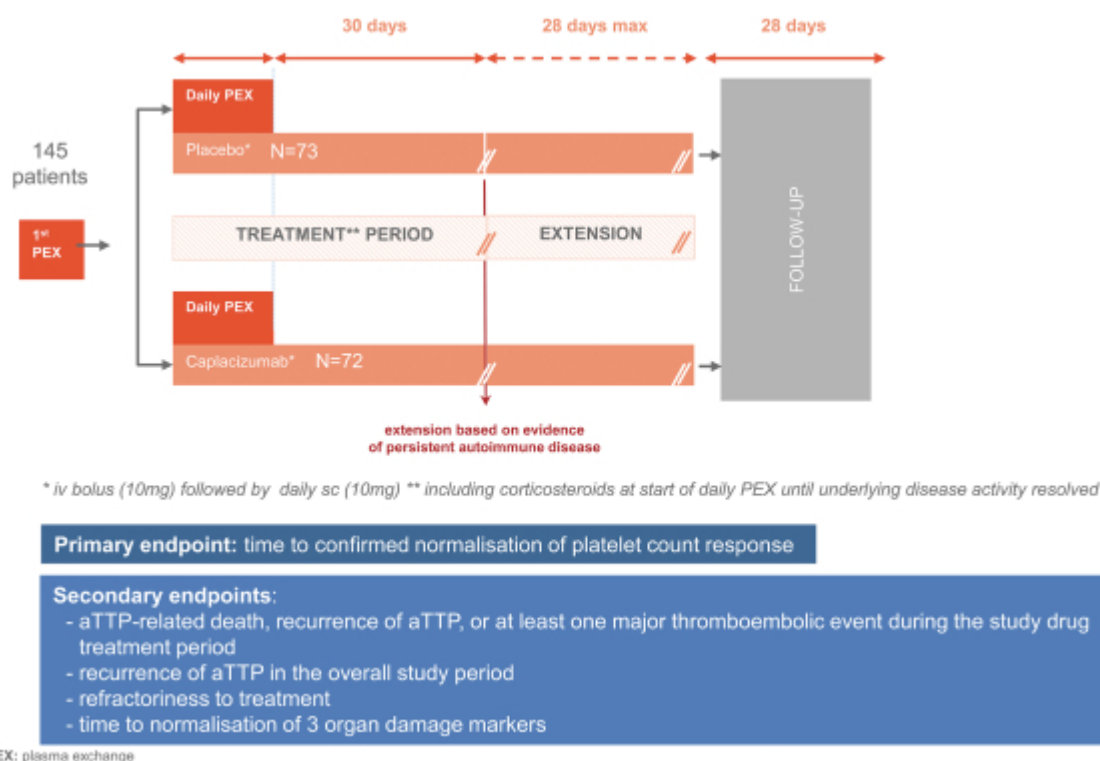 30 days
28 days max
28 days
Daily PEX
Placebo* N=73
145
patients
1st
PEX
TREATMENT** PERIOD
EXTENSION
FOLLOW-UP
Daily PEX
Caplacizumab* N=72
extension based on evidence
of persistent autoimmune disease
* iv bolus (10mg) followed by daily sc (10mg) ** including corticosteroids at start of daily PEX until underlying disease activity resolved
Primary endpoint: time to confirmed normalisation of platelet count response
Secondary endpoints:
- aTTP-related death, recurrence of aTTP, or at least one major thromboembolic event during the study drug
treatment period
- recurrence of aTTP in the overall study period
- refractoriness to treatment
- time to normalisation of 3 organ damage markers
EX: plasma exchange